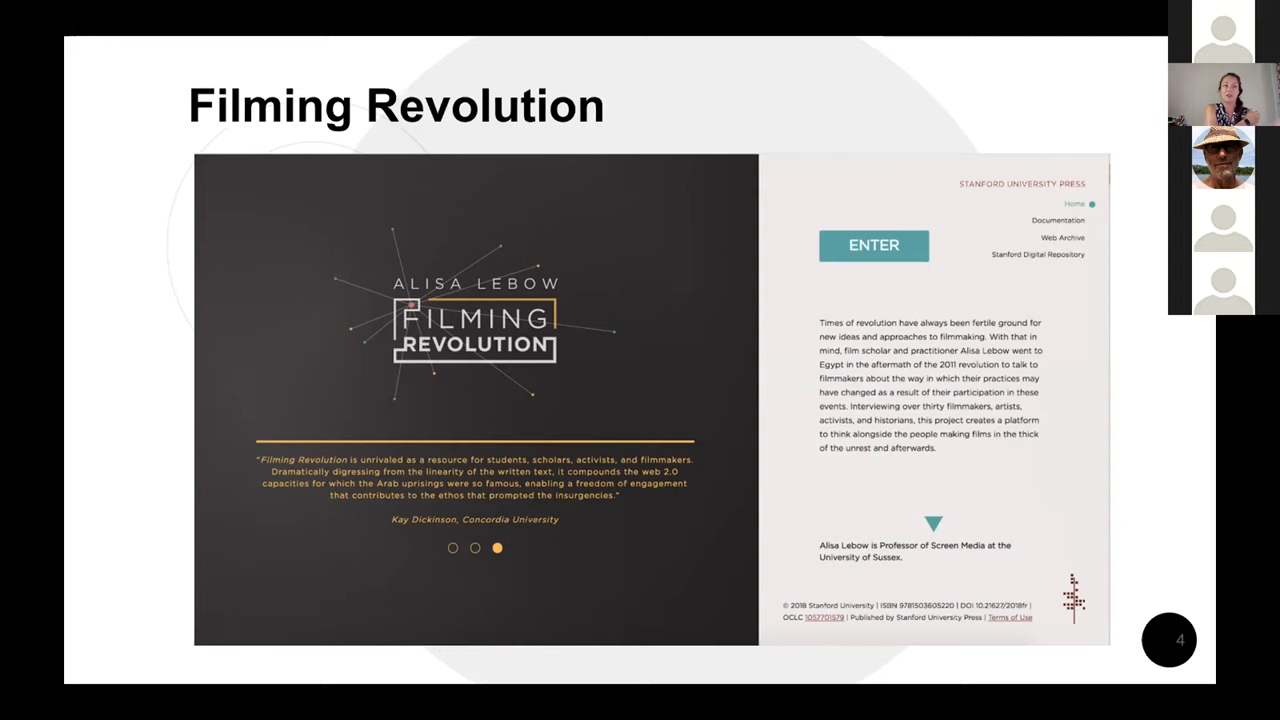 Filming Revolution
ALISA LEBOW
FILMING
REVOLUTION
“Filming Revolution is unrivaled as a resource for students, scholars, activists, and filmmakers.
Dramatically digressing from the linearity of the written text, it compounds the web 2.0
capacities for which the Arab uprisings were so famous, enabling a freedom of engagement
that contributes to the ethos that prompted the insurgencies.”
Kay Dickinson, Concordia University
STANFORD UNIVERSITY PRESS
Home
Documentation
Web Archive
Stanford Digital Repository
ENTER
Times of revolution have always been fertile ground for
new ideas and approaches to filmmaking. With that in
mind, film scholar and practitioner Alisa Lebow went to
Egypt in the aftermath of the 2011 revolution to talk to
filmmakers about the way in which their practices may
have changed as a result of their participation in these
events. Interviewing over thirty filmmakers, artists,
activists, and historians, this project creates a platform
to think alongside the people making films in the thick
of the unrest and afterwards.
Alisa Lebow is Professor of Screen Media at the
University of Sussex.
© 2018 Stanford University | ISBN 9781503605220 | DOI 10.21627/2018fr |
OCLC 1057701579 | Published by Stanford University Press | Terms of Use
4